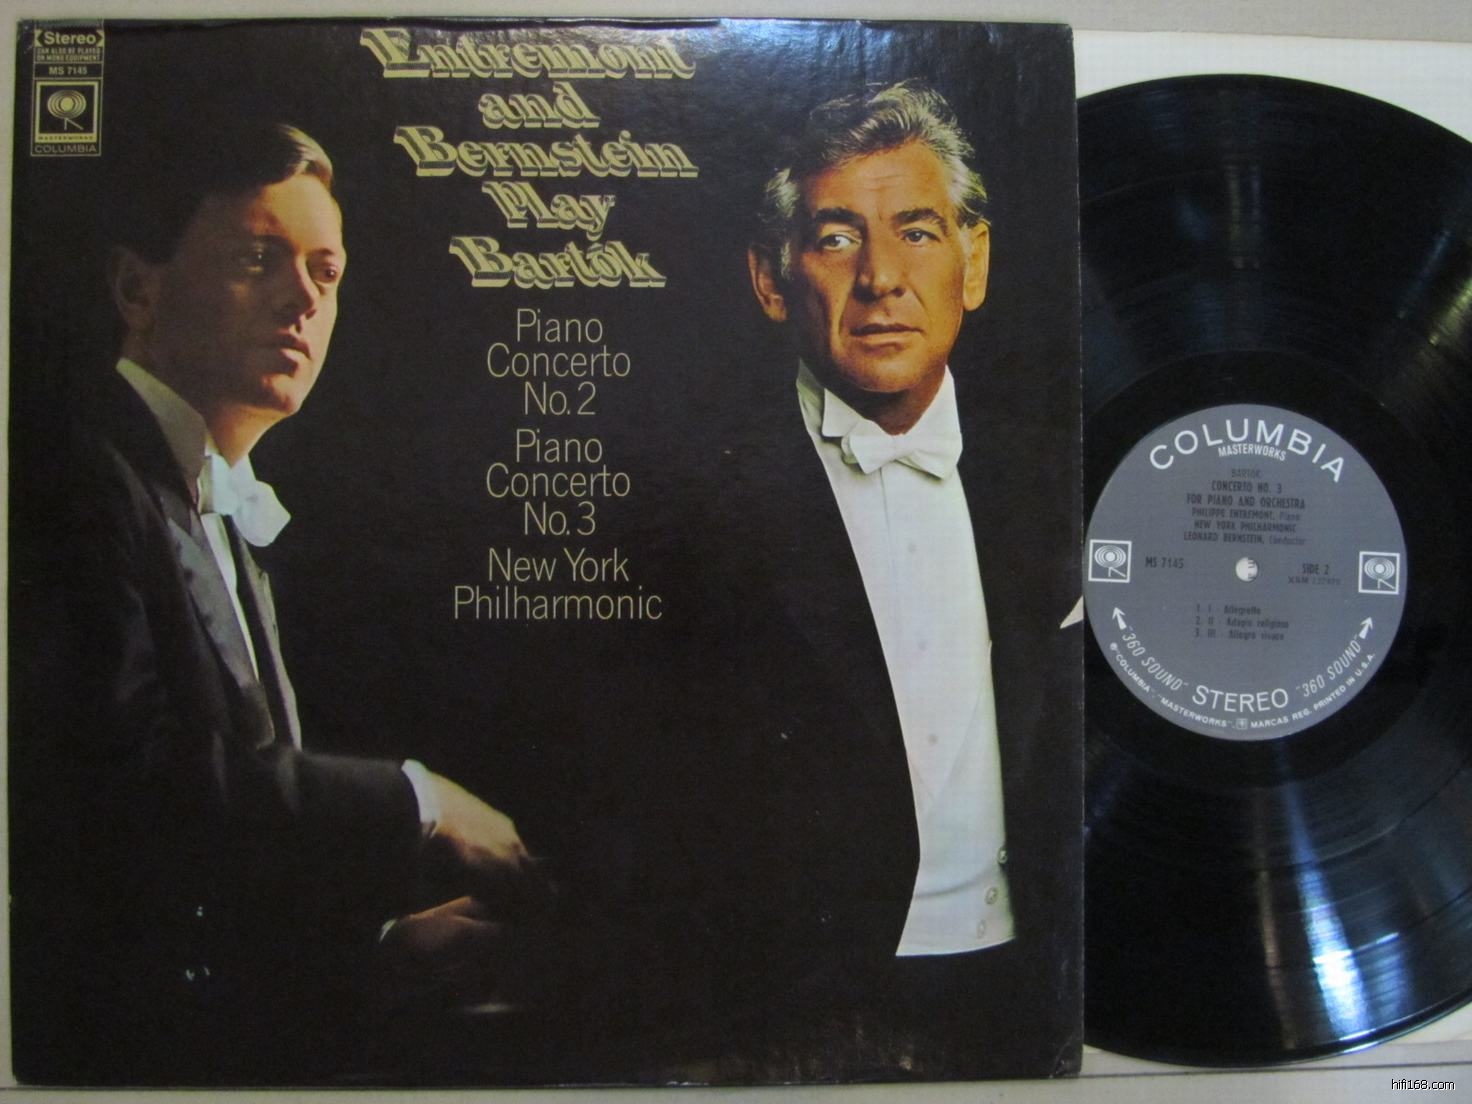 Stereo
CAN ALSO BE PLAYED
ON MONO EQUIPMENT
MS 7145
MASTERWORKS
COLUMBIA
Entremont
and
Bernstein
Play
Bartók
Piano
Concerto
No. 2
Piano
Concerto
No. 3
New York
Philharmonic
COLUMBIA
MASTERWORKS
BARTÓK:
CONCERTO NO. 3
FOR PIANO AND ORCHESTRA
PHILIPPE ENTREMONT, Piano
NEW YORK PHILHARMONIC
LEONARD BERNSTEIN, Conductor
MS 7145
SIDE 2
1. I - Allegretto
2. II - Adagio religioso
3. III - Allegro vivace
"360 SOUND" STEREO "360 SOUND"
® "COLUMBIA", "MASTERWORKS", MARCAS REG. PRINTED IN U.S.A.
hifi168.com